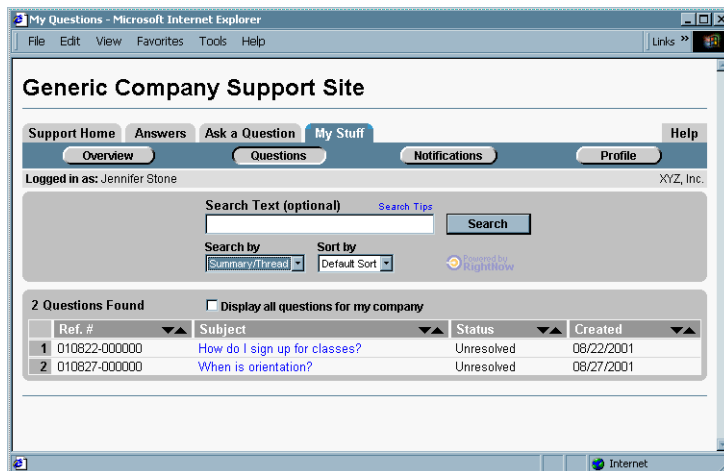 My Questions - Microsoft Internet Explorer
File Edit View Favorites Tools Help Links »
Generic Company Support Site
Support Home Answers Ask a Question My Stuff Help
Overview Questions Notifications Profile
Logged in as: Jennifer Stone XYZ, Inc.
Search Text (optional) Search Tips
Search
Search by Sort by
Summary/Thread Default Sort
Powered by
RightNow
2 Questions Found Display all questions for my company
Ref. # Subject Status Created
1 010822-000000 How do I sign up for classes? Unresolved 08/22/2001
2 010827-000000 When is orientation? Unresolved 08/27/2001
Internet